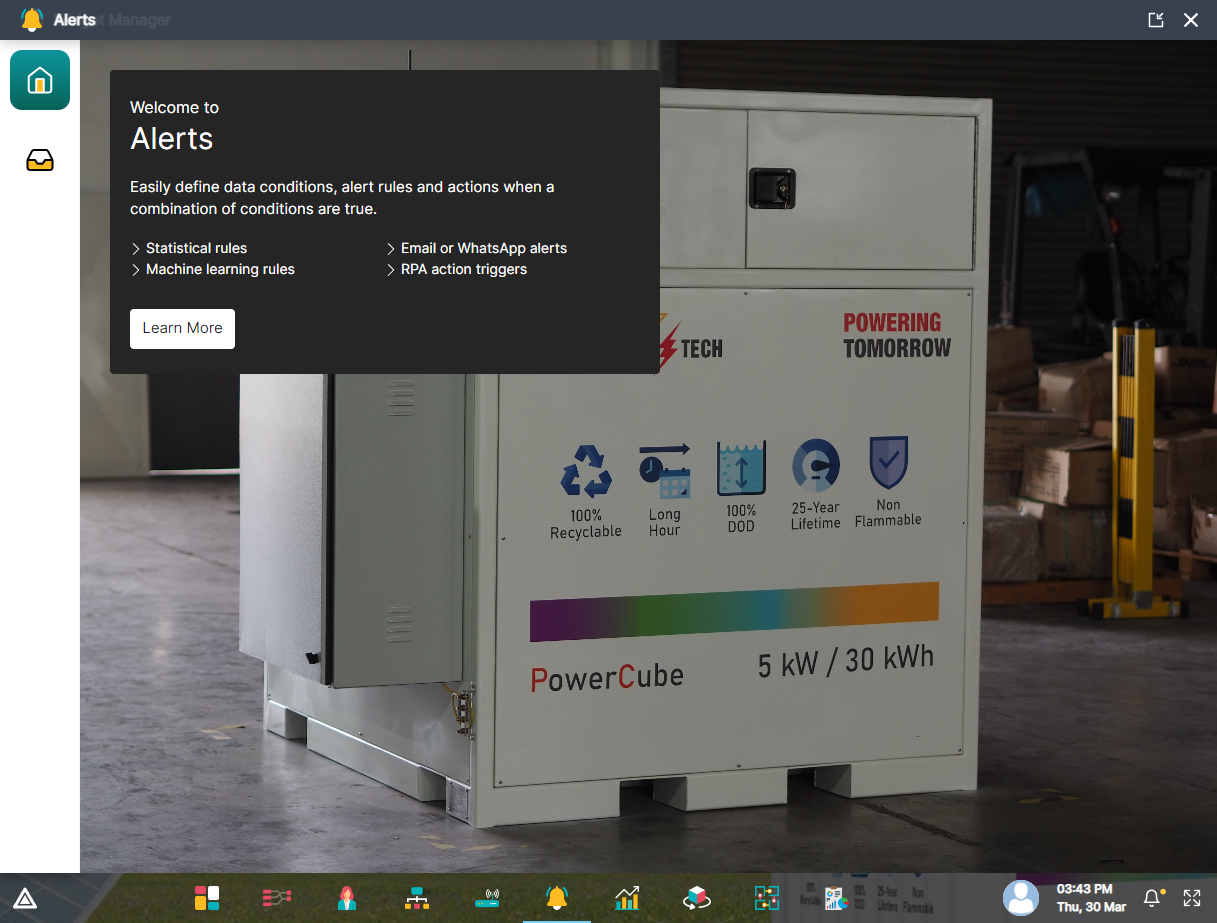 Alerts
Welcome to
Alerts
Easily define data conditions, alert rules and actions when a
combination of conditions are true.
Statistical rules
Machine learning rules
Email or WhatsApp alerts
RPA action triggers
Learn More
TECH
POWERING
TOMORROW
100%
Recyclable
Long
Hour
100%
DOD
25-Year
Lifetime
Non
Flammable
PowerCube
5 kW / 30 kWh
03:43 PM
Thu, 30 Mar